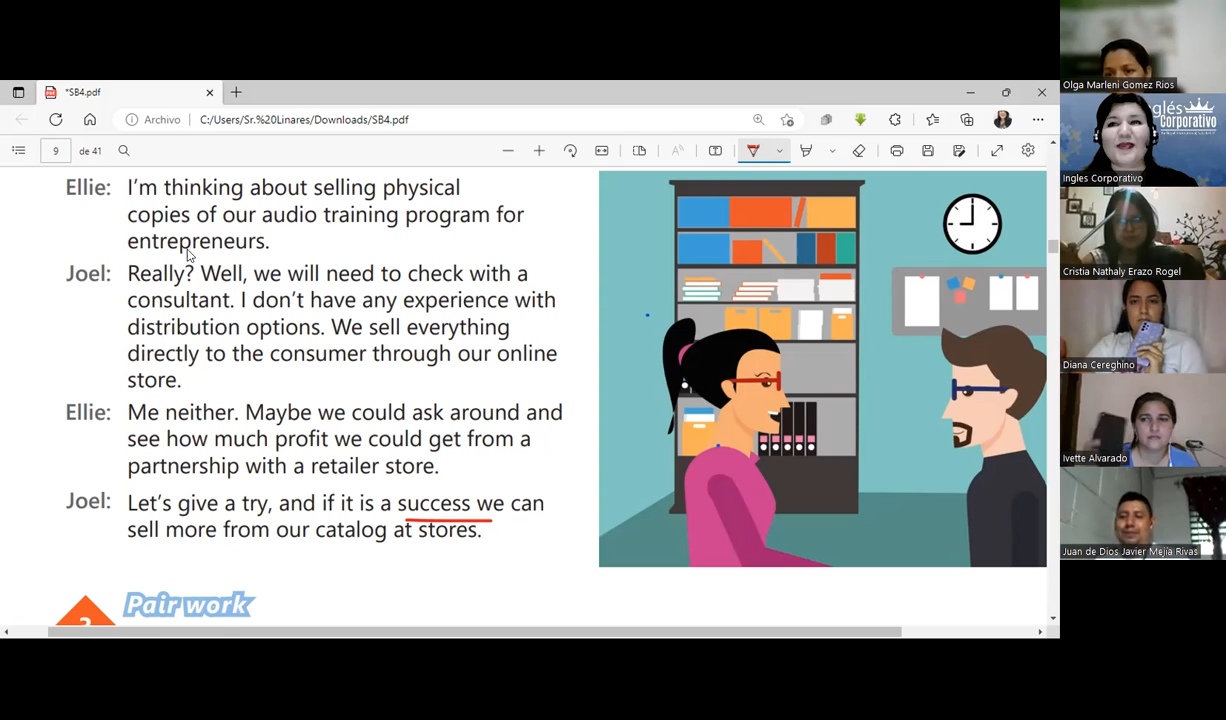 Olga Marleni Gomez Rios
*SB4.pdf
Archivo
C:/Users/Sr.%20Linares/Downloads/SB4.pdf
glés
Corporativo
Ingles Corporativo
9
de 41
Ellie: I'm thinking about selling physical
copies of our audio training program for
entrepreneurs.
Joel: Really? Well, we will need to check with a
consultant. I don't have any experience with
distribution options. We sell everything
directly to the consumer through our online
store.
Ellie: Me neither. Maybe we could ask around and
see how much profit we could get from a
partnership with a retailer store.
Joel: Let's give a try, and if it is a success we can
sell more from our catalog at stores.
Pair work
Cristia Nathaly Erazo Rogel
Diana Cereghino
Ivette Alvarado
Juan de Dios Javier Mejía Rivas